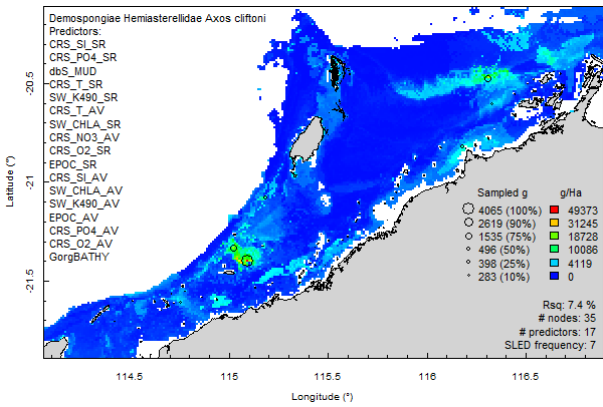 Demospongiae Hemiasterellidae Axos cliftoni
Predictors:
CRS_SI_SR
CRS_PO4_SR
dbS_MUD
CRS_T_SR
SW_K490_SR
CRS_T_AV
SW_CHLA_SR
CRS_NO3_AV
CRS_O2_SR
EPOC_SR
CRS_SI_AV
SW_CHLA_AV
SW_K490_AV
EPOC_AV
CRS_PO4_AV
CRS_O2_AV
GorgBATHY
-20.5
-21
-21.5
Latitude (°)
Sampled g g/Ha
4065 (100%) 49373
2619 (90%) 31245
1535 (75%) 18728
496 (50%) 10086
398 (25%) 4119
283 (10%) 0
Rsq: 7.4 %
# nodes: 35
# predictors: 17
SLED frequency: 7
114.5 115 115.5 116 116.5
Longitude (°)